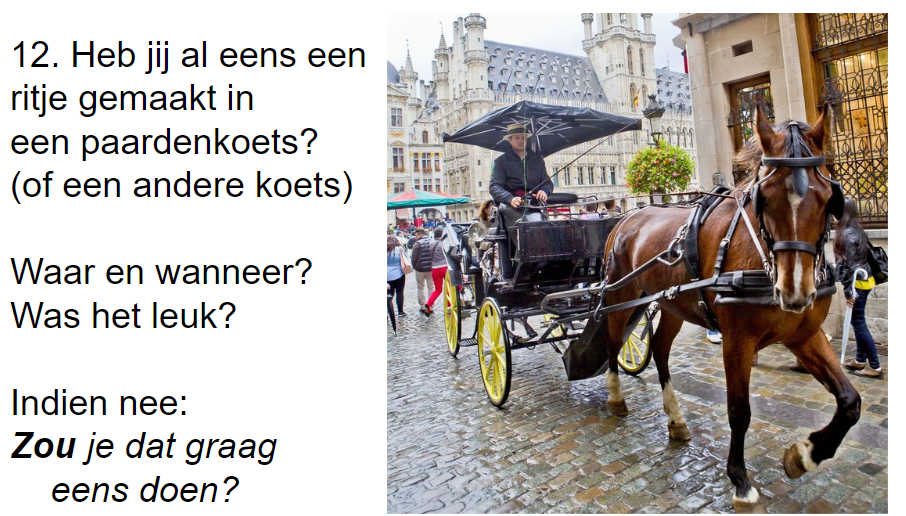 12. Heb jij al eens een
ritje gemaakt in
een paardenkoets?
(of een andere koets)
Waar en wanneer?
Was het leuk?
Indien nee:
Zou je dat graag
eens doen?